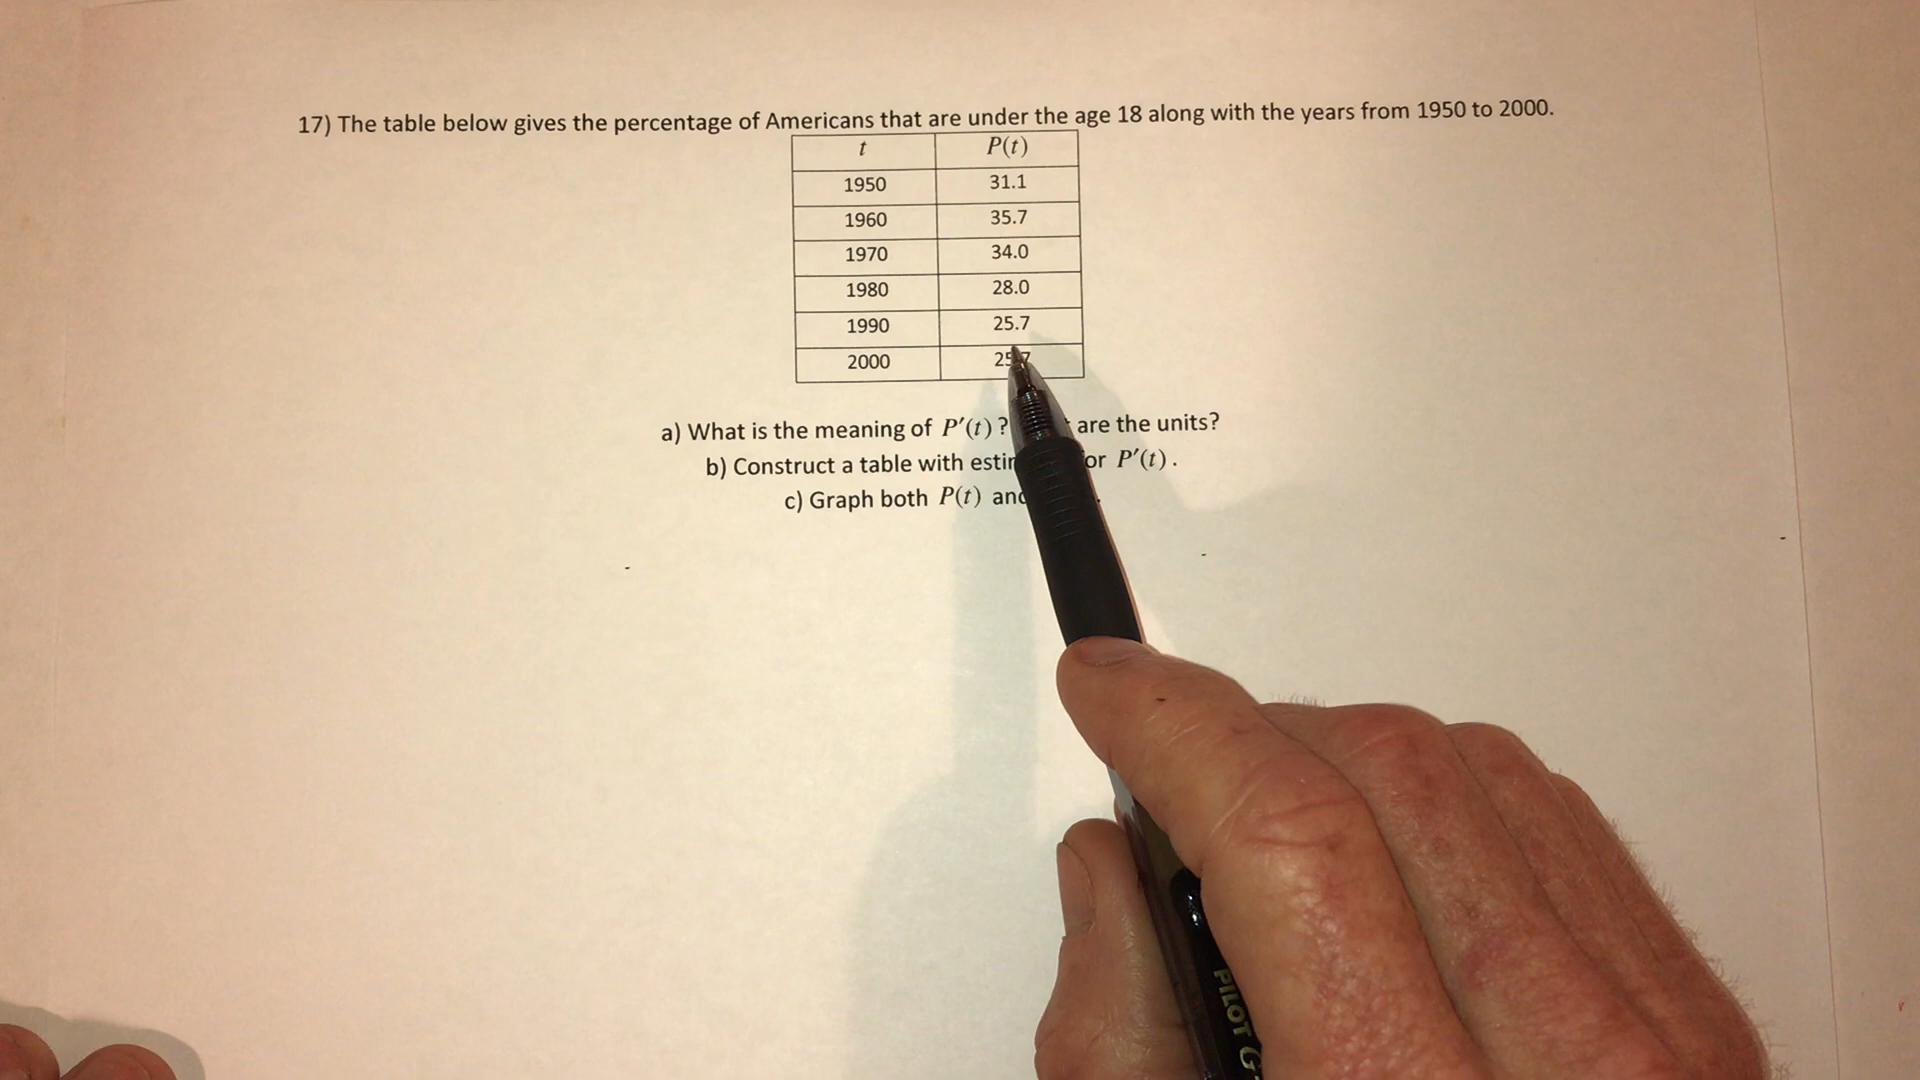 17) The table below gives the percentage of Americans that are under the age 18 along with the years from 1950 to 2000.
t P(t)
1950 31.1
1960 35.7
1970 34.0
1980 28.0
1990 25.7
2000
a) What is the meaning of P′(t)? are the units?
b) Construct a table with or P′(t).
c) Graph both P(t) and
PILOT G